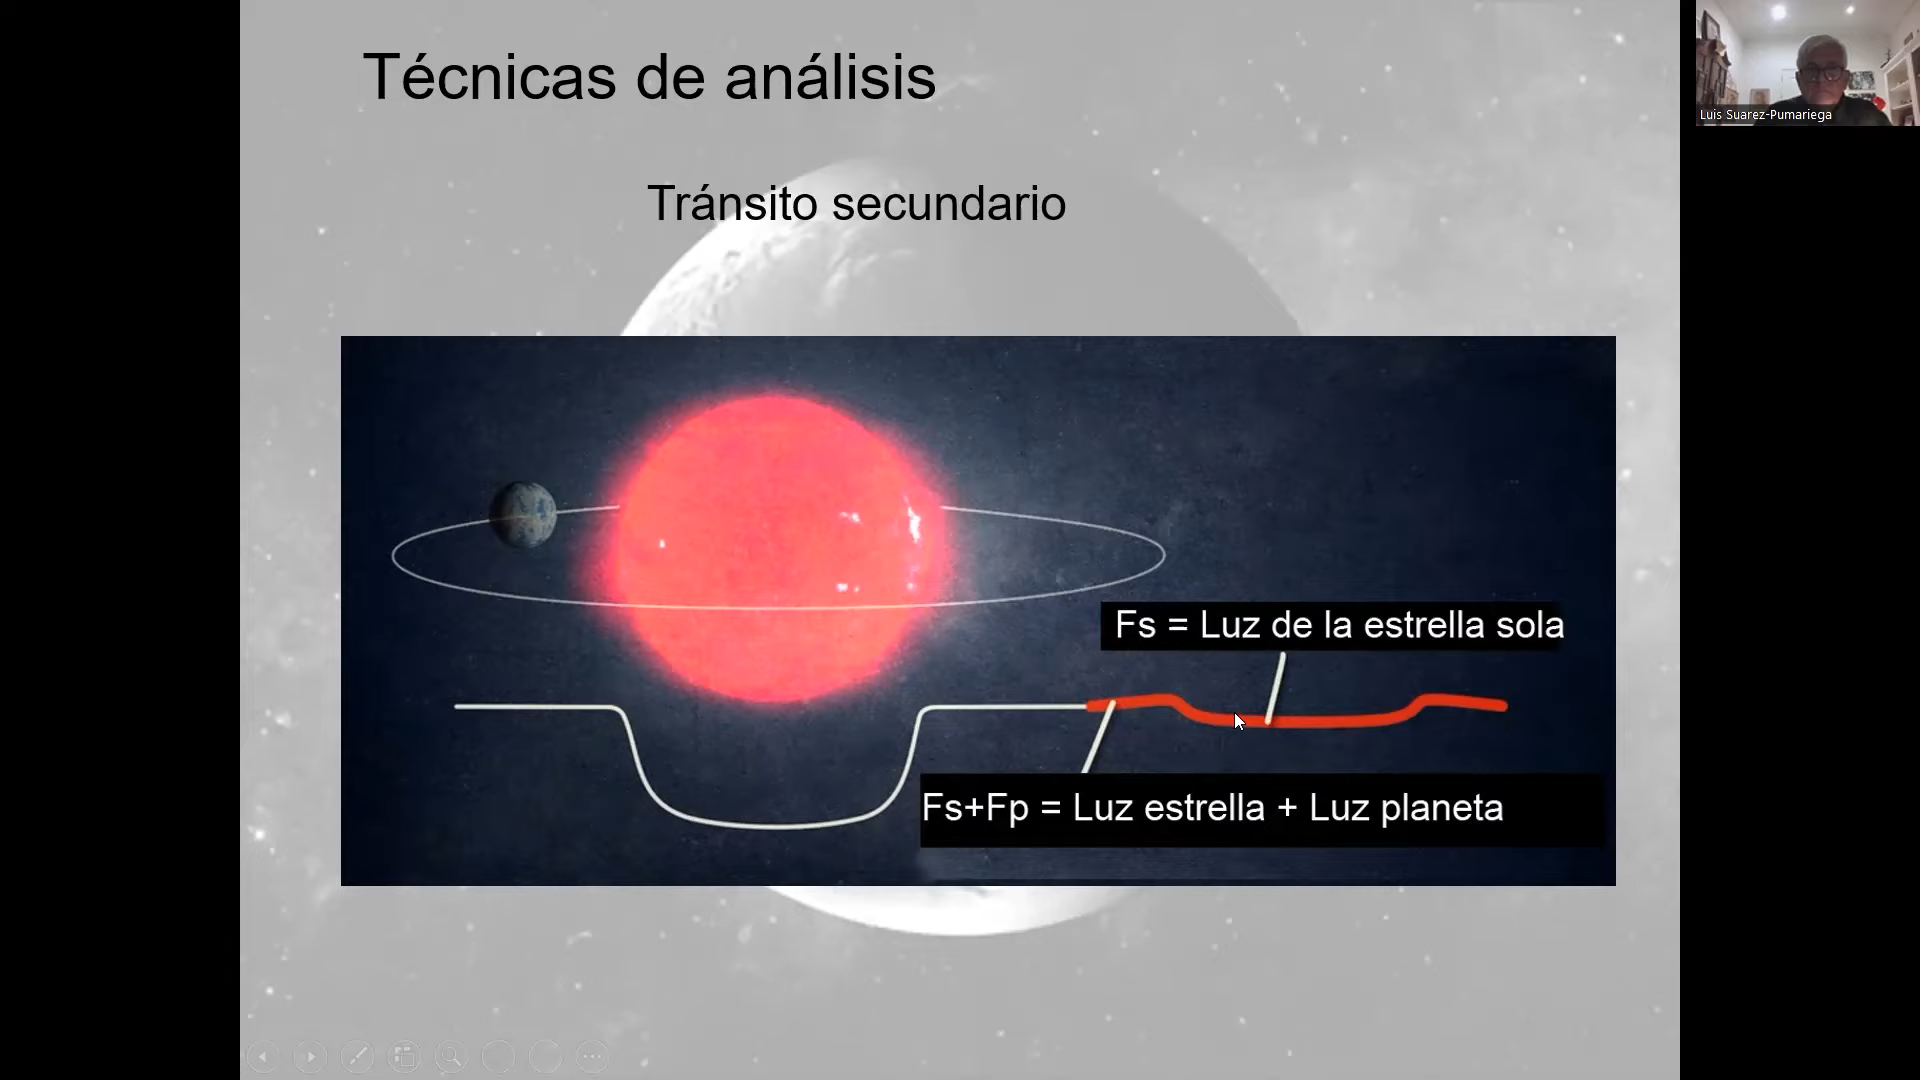 Técnicas de análisis
Luis Suarez-Pumariega
Tránsito secundario
Fs = Luz de la estrella sola
Fs+Fp = Luz estrella + Luz planeta